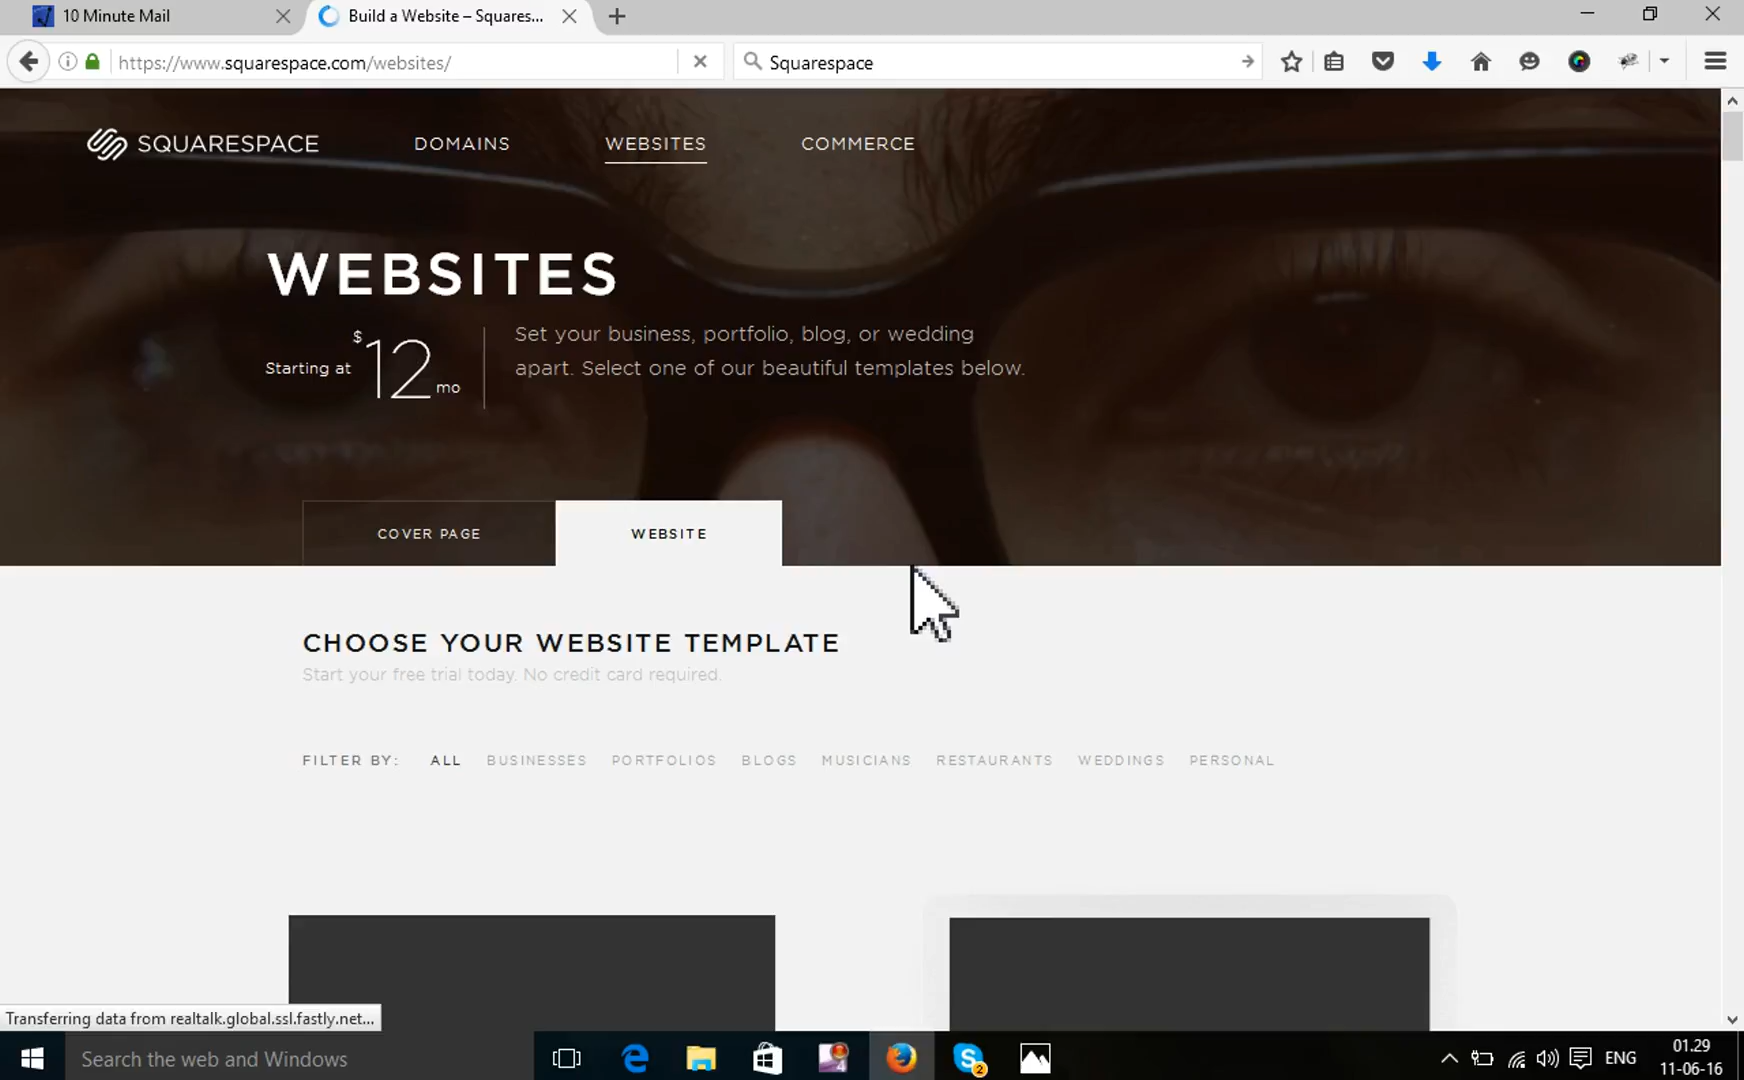 10 Minute Mail
Build a Website – Squares...
https://www.squarespace.com/websites/
Squarespace
SQUARESPACE
DOMAINS
WEBSITES
COMMERCE
WEBSITES
Starting at $12 mo
Set your business, portfolio, blog, or wedding
apart. Select one of our beautiful templates below.
COVER PAGE
WEBSITE
CHOOSE YOUR WEBSITE TEMPLATE
Start your free trial today. No credit card required.
FILTER BY: ALL BUSINESSES PORTFOLIOS BLOGS MUSICIANS RESTAURANTS WEDDINGS PERSONAL
Transferring data from realtalk.global.ssl.fastly.net...
Search the web and Windows
4
2
ENG
01.29
11-06-16